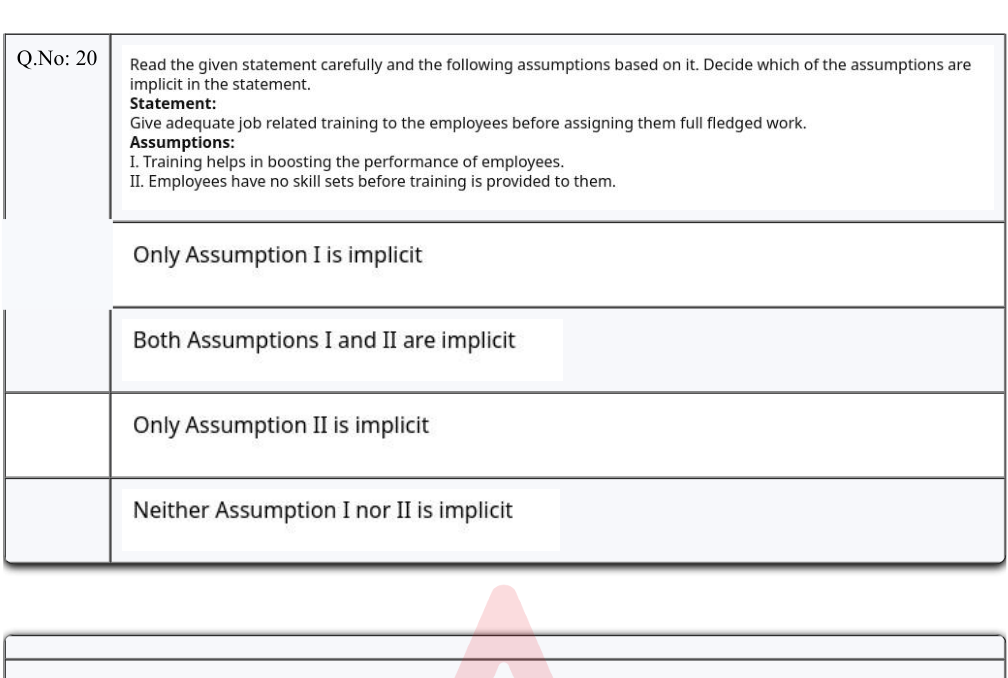 Q.No: 20
Read the given statement carefully and the following assumptions based on it. Decide which of the assumptions are
implicit in the statement.
Statement:
Give adequate job related training to the employees before assigning them full fledged work.
Assumptions:
I. Training helps in boosting the performance of employees.
II. Employees have no skill sets before training is provided to them.
Only Assumption I is implicit
Both Assumptions I and II are implicit
Only Assumption II is implicit
Neither Assumption I nor II is implicit